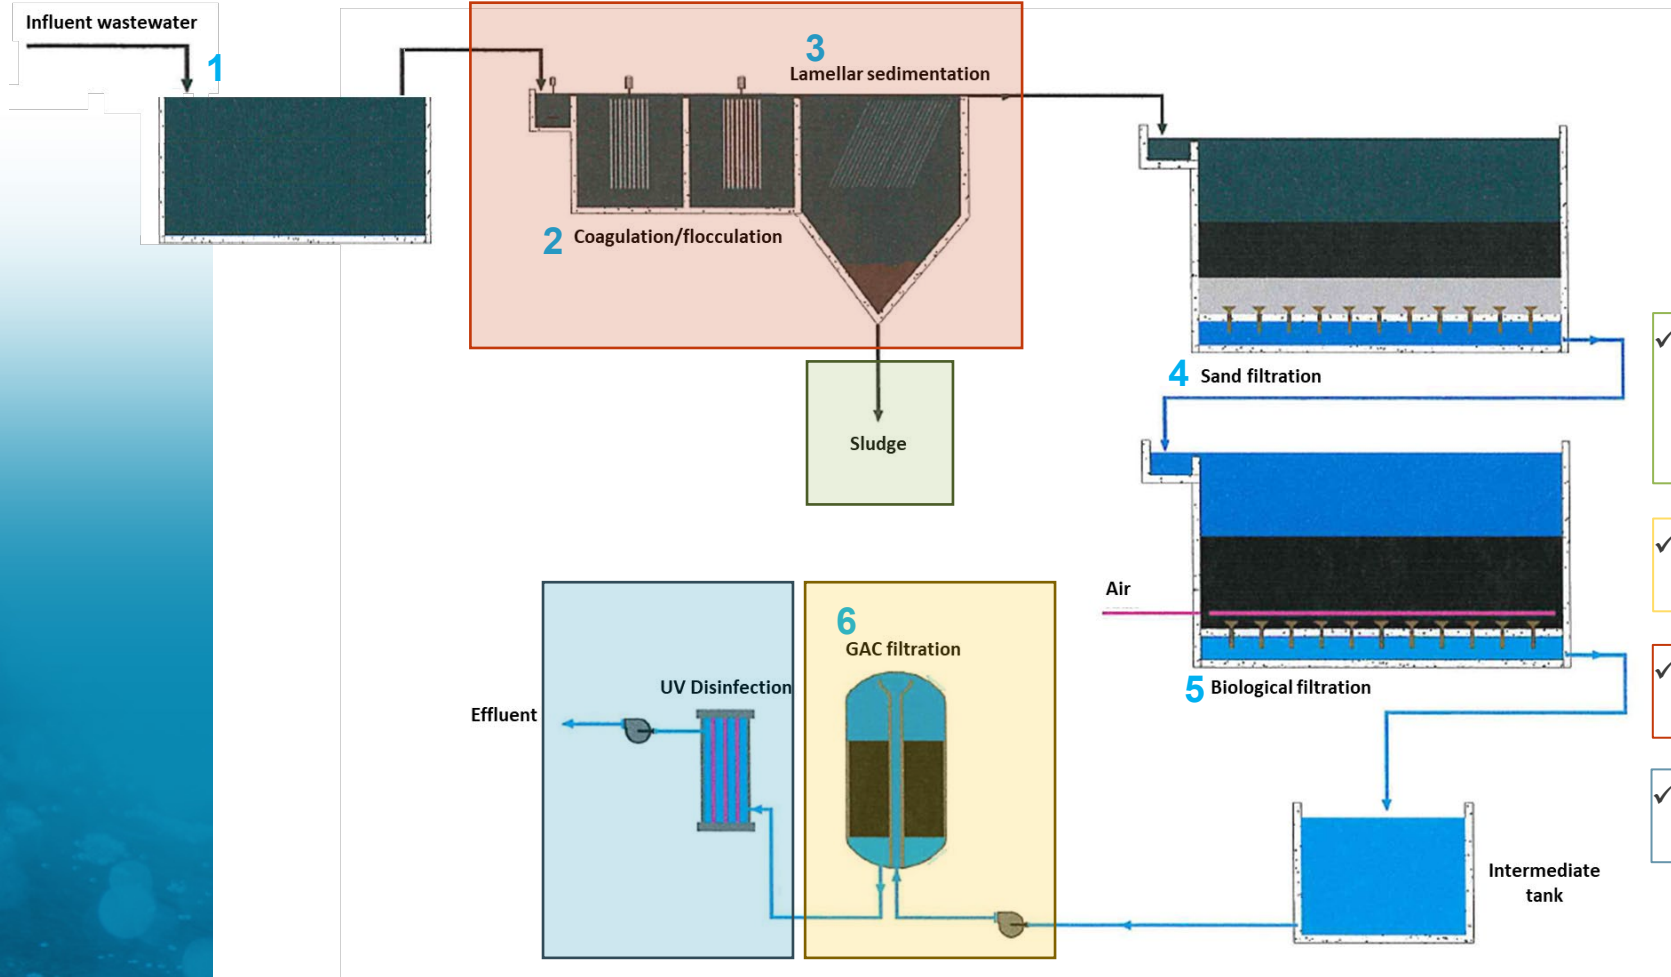 Influent wastewater
1
3
Lamellar sedimentation
2 Coagulation/flocculation
4 Sand filtration
Sludge
Air
5 Biological filtration
6
GAC filtration
UV Disinfection
Effluent
Intermediate
tank